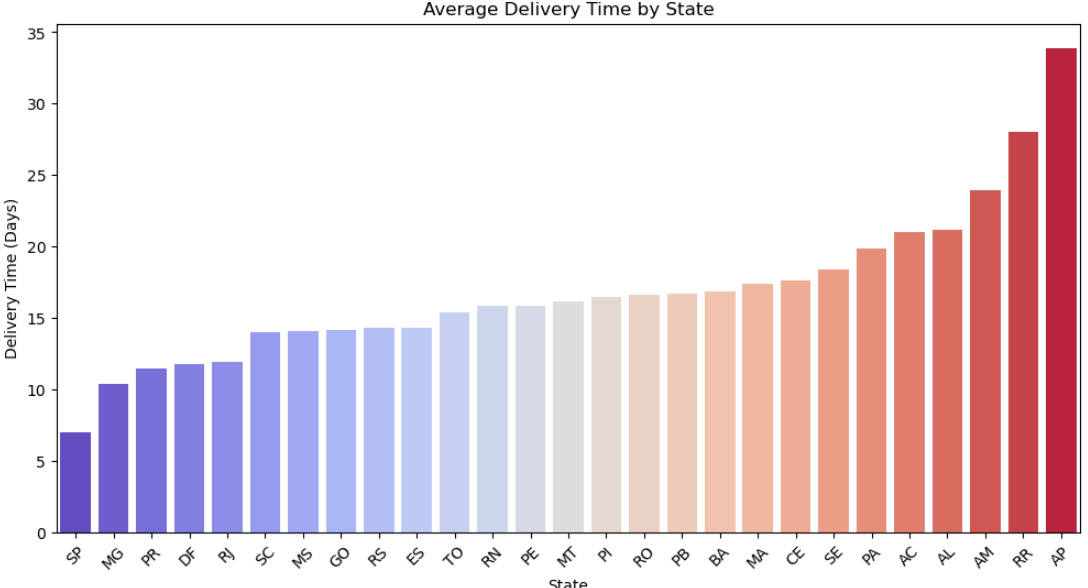 Average Delivery Time by State
Delivery Time (Days)
35
30
25
20
15
10
5
0
SP MG PR DF RJ SC MS GO RS ES TO RN PE MT PI RO PB BA MA CE SE PA AC AL AM RR AP
State